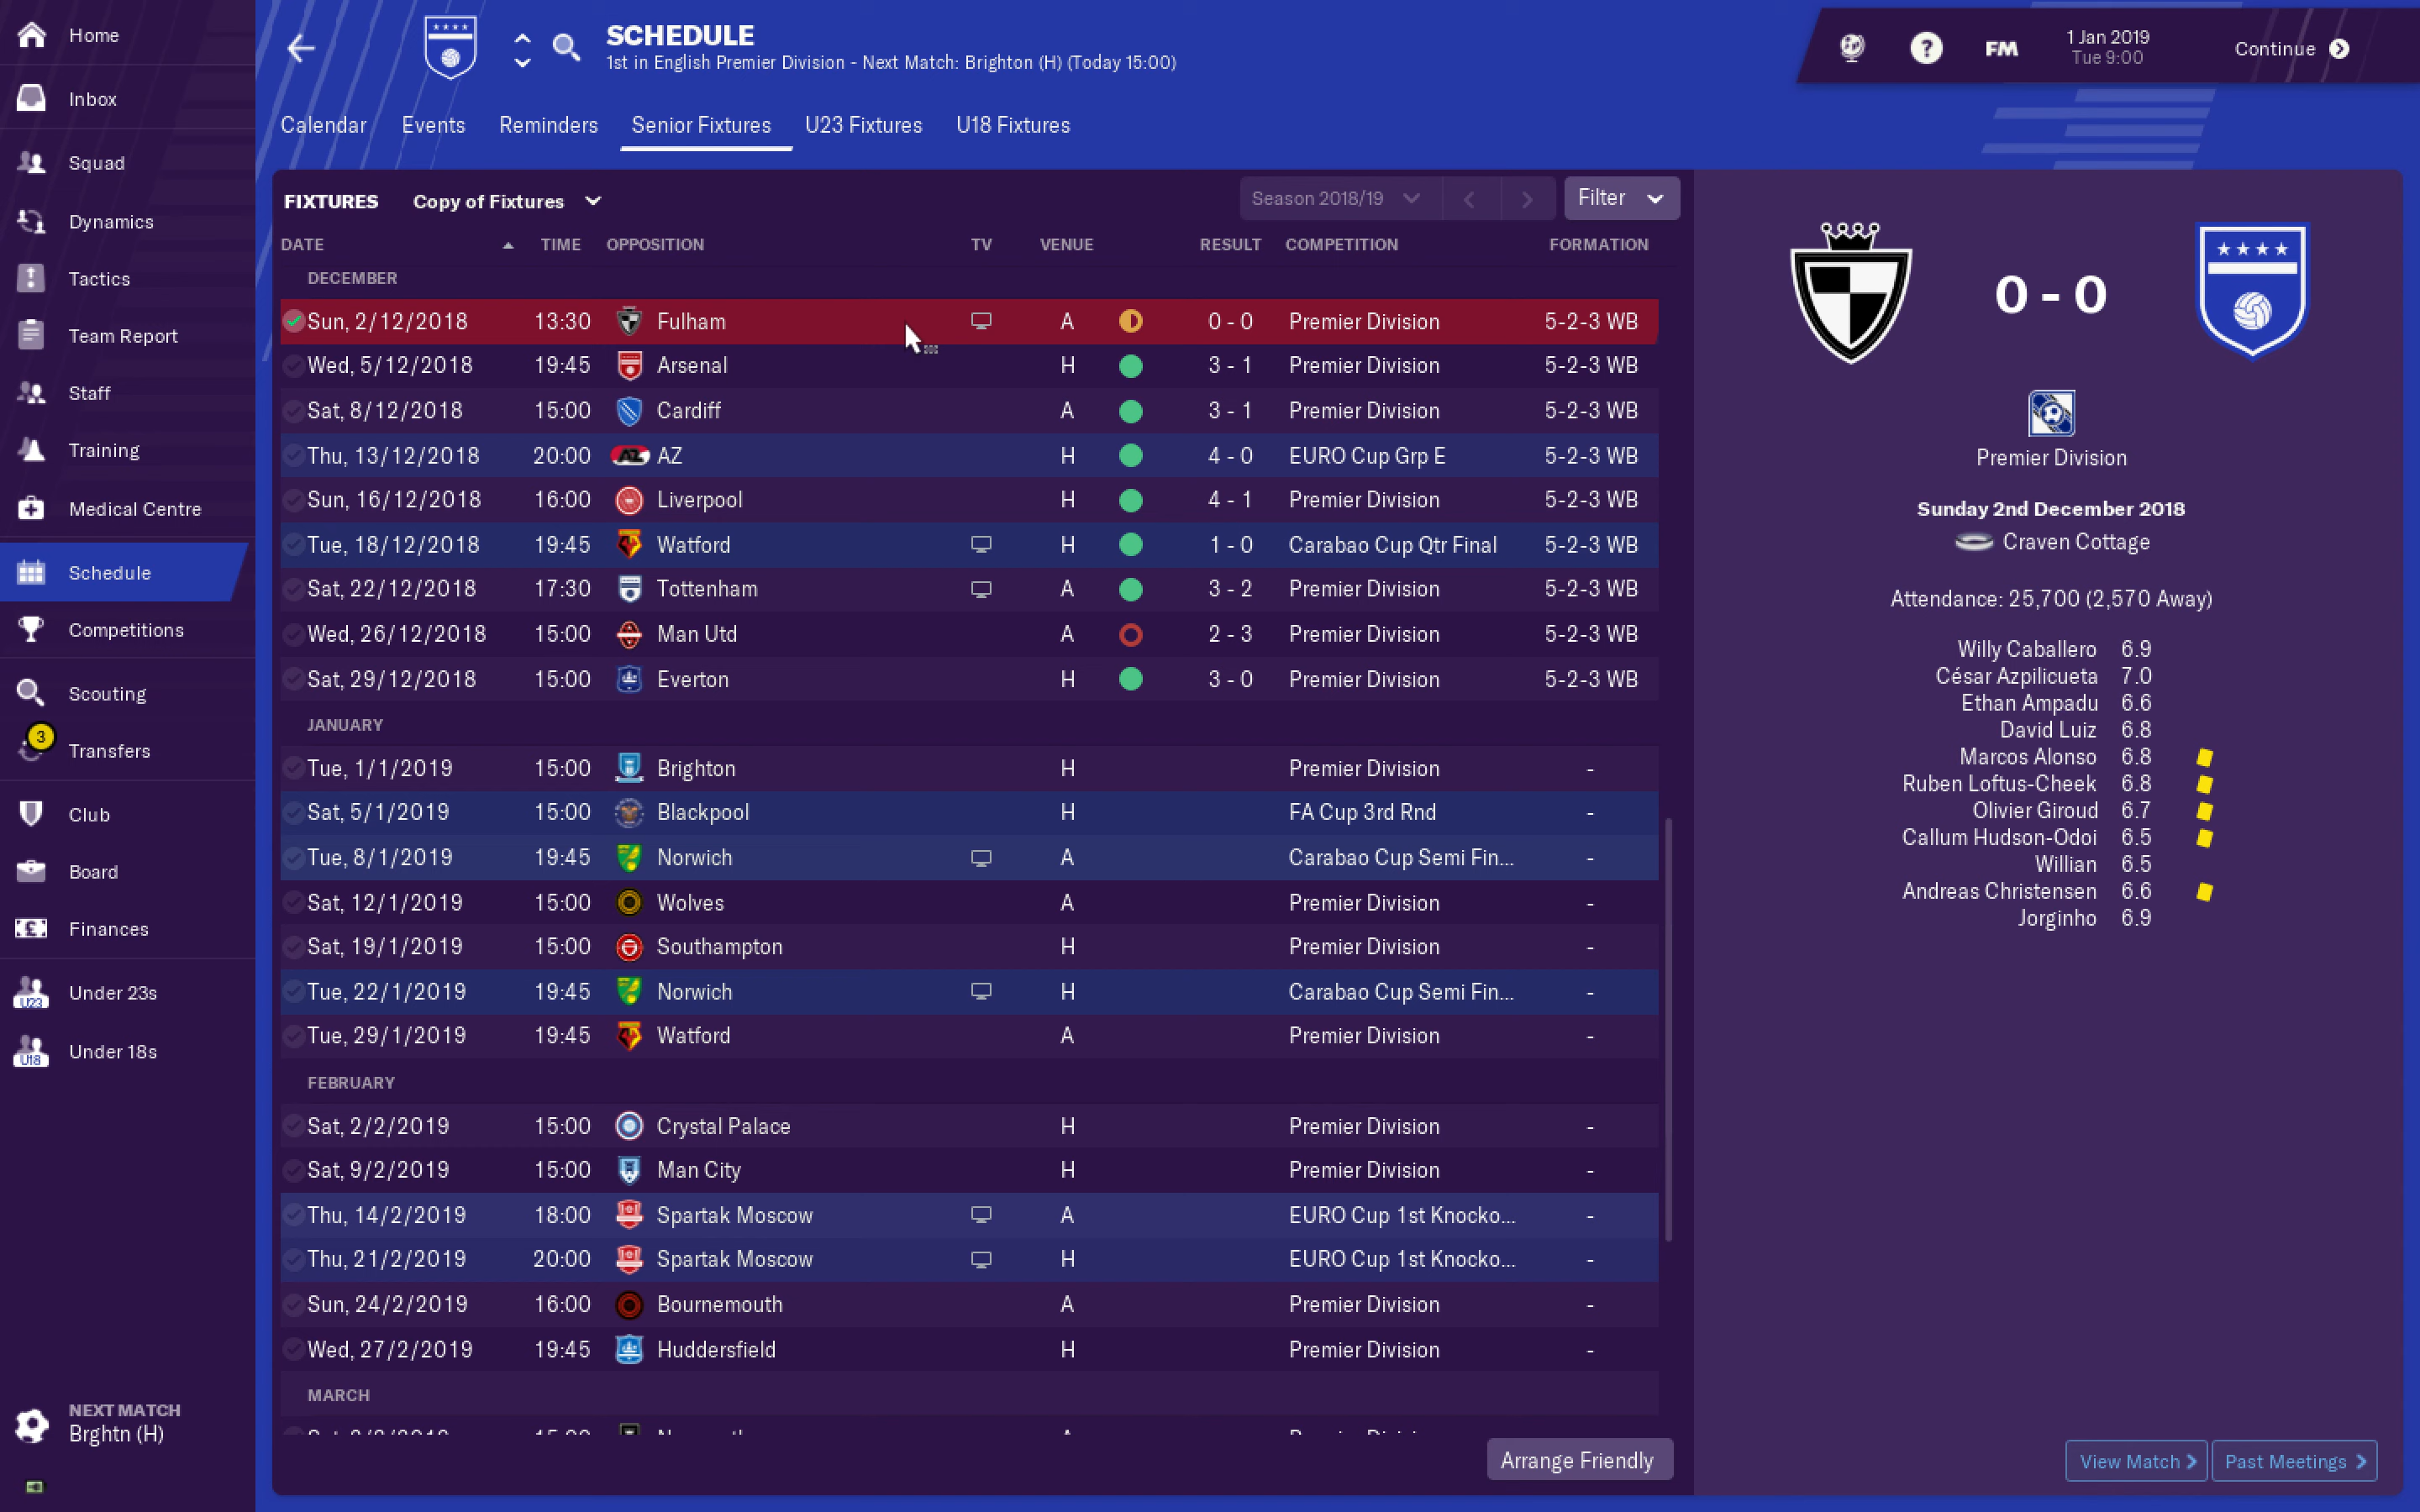 Home
Inbox
Squad
Dynamics
Tactics
Team Report
Staff
Training
Medical Centre
Schedule
Competitions
Scouting
3
Transfers
Club
Board
Finances
U23
Under 23s
U18
Under 18s
NEXT MATCH
Brghtn (H)
SCHEDULE
1st in English Premier Division - Next Match: Brighton (H) (Today 15:00)
? FM 1 Jan 2019 Continue
Tue 9:00
Calendar Events Reminders Senior Fixtures U23 Fixtures U18 Fixtures
FIXTURES Copy of Fixtures Season 2018/19 Filter
DATE TIME OPPOSITION TV VENUE RESULT COMPETITION FORMATION
DECEMBER
Sun, 2/12/2018 13:30 Fulham A 0 - 0 Premier Division 5-2-3 WB
Wed, 5/12/2018 19:45 Arsenal H 3 - 1 Premier Division 5-2-3 WB
Sat, 8/12/2018 15:00 Cardiff A 3 - 1 Premier Division 5-2-3 WB
Thu, 13/12/2018 20:00 AZ H 4 - 0 EURO Cup Grp E 5-2-3 WB
Sun, 16/12/2018 16:00 Liverpool H 4 - 1 Premier Division 5-2-3 WB
Tue, 18/12/2018 19:45 Watford H 1 - 0 Carabao Cup Qtr Final 5-2-3 WB
Sat, 22/12/2018 17:30 Tottenham A 3 - 2 Premier Division 5-2-3 WB
Wed, 26/12/2018 15:00 Man Utd A 2 - 3 Premier Division 5-2-3 WB
Sat, 29/12/2018 15:00 Everton H 3 - 0 Premier Division 5-2-3 WB
JANUARY
Tue, 1/1/2019 15:00 Brighton H Premier Division -
Sat, 5/1/2019 15:00 Blackpool H FA Cup 3rd Rnd -
Tue, 8/1/2019 19:45 Norwich A Carabao Cup Semi Fin... -
Sat, 12/1/2019 15:00 Wolves A Premier Division -
Sat, 19/1/2019 15:00 Southampton H Premier Division -
Tue, 22/1/2019 19:45 Norwich H Carabao Cup Semi Fin... -
Tue, 29/1/2019 19:45 Watford A Premier Division -
FEBRUARY
Sat, 2/2/2019 15:00 Crystal Palace H Premier Division -
Sat, 9/2/2019 15:00 Man City H Premier Division -
Thu, 14/2/2019 18:00 Spartak Moscow A EURO Cup 1st Knocko... -
Thu, 21/2/2019 20:00 Spartak Moscow H EURO Cup 1st Knocko... -
Sun, 24/2/2019 16:00 Bournemouth A Premier Division -
Wed, 27/2/2019 19:45 Huddersfield H Premier Division -
MARCH
Arrange Friendly
0 - 0
Premier Division
Sunday 2nd December 2018
Craven Cottage
Attendance: 25,700 (2,570 Away)
Willy Caballero 6.9
César Azpilicueta 7.0
Ethan Ampadu 6.6
David Luiz 6.8
Marcos Alonso 6.8
Ruben Loftus-Cheek 6.8
Olivier Giroud 6.7
Callum Hudson-Odoi 6.5
Willian 6.5
Andreas Christensen 6.6
Jorginho 6.9
View Match Past Meetings